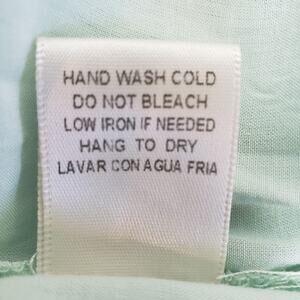 HAND WASH COLD
DO NOT BLEACH
LOW IRON IF NEEDED
HANG TO DRY
LAVAR CON AGUA FRIA